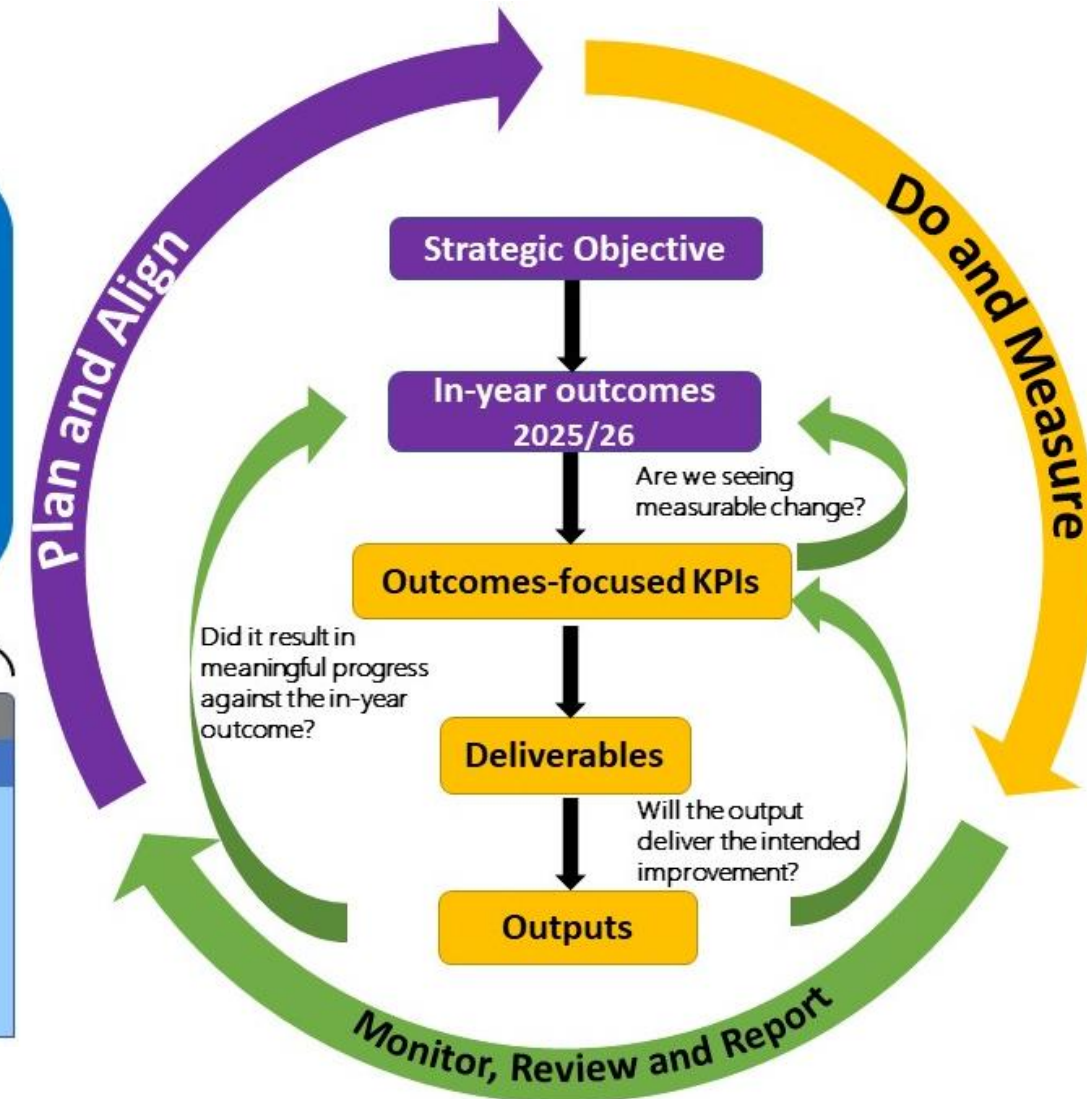 Plan and Align
Do and Measure
Strategic Objective
In-year outcomes
2025/26
Are we seeing
measurable change?
Outcomes-focused KPIs
Did it result in
meaningful progress
against the in-year
outcome?
Deliverables
Will the output
deliver the intended
improvement?
Outputs
Monitor, Review and Report